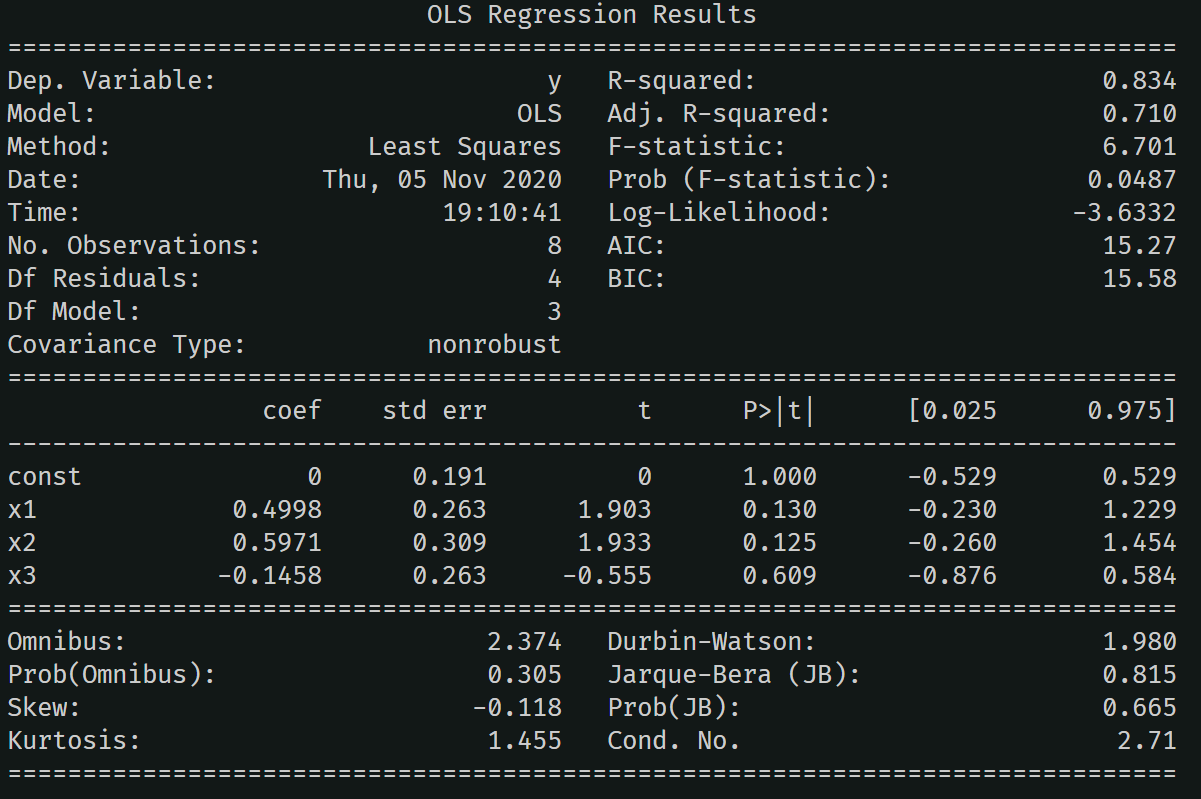 OLS Regression Results
==============================================================================
Dep. Variable:                      y   R-squared:                       0.834
Model:                            OLS   Adj. R-squared:                  0.710
Method:                 Least Squares   F-statistic:                     6.701
Date:                Thu, 05 Nov 2020   Prob (F-statistic):             0.0487
Time:                        19:10:41   Log-Likelihood:                -3.6332
No. Observations:                   8   AIC:                             15.27
Df Residuals:                       4   BIC:                             15.58
Df Model:                           3
Covariance Type:            nonrobust
==============================================================================
                 coef    std err          t      P>|t|      [0.025      0.975]
------------------------------------------------------------------------------
const               0      0.191          0      1.000      -0.529       0.529
x1             0.4998      0.263      1.903      0.130      -0.230       1.229
x2             0.5971      0.309      1.933      0.125      -0.260       1.454
x3            -0.1458      0.263     -0.555      0.609      -0.876       0.584
==============================================================================
Omnibus:                        2.374   Durbin-Watson:                   1.980
Prob(Omnibus):                  0.305   Jarque-Bera (JB):                0.815
Skew:                          -0.118   Prob(JB):                        0.665
Kurtosis:                       1.455   Cond. No.                         2.71
==============================================================================